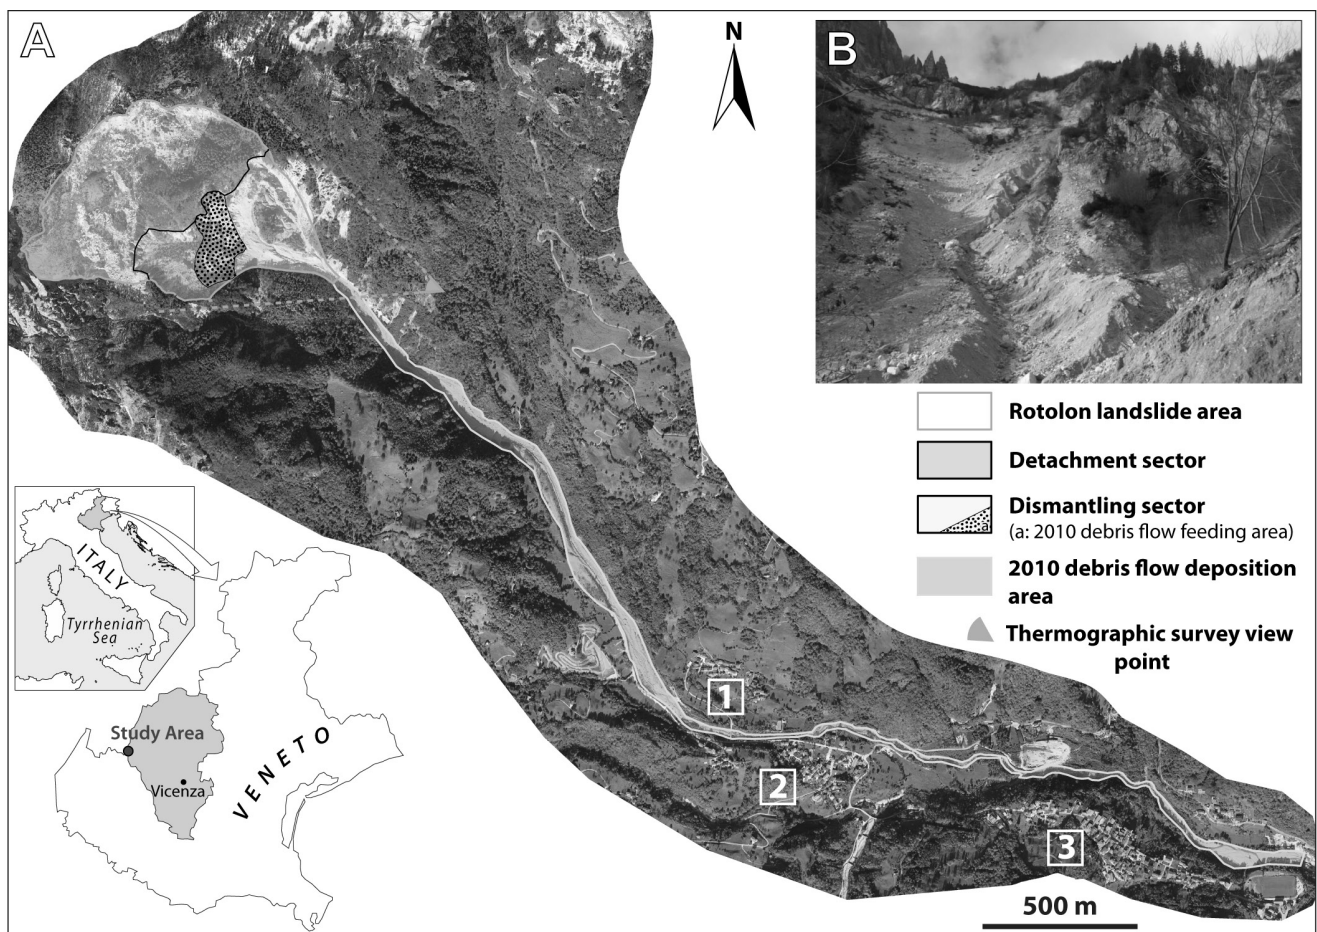 A
N
B
Rotolon landslide area
Detachment sector
Dismantling sector
a
(a: 2010 debris flow feeding area)
2010 debris flow deposition
area
Thermographic survey view
point
ITALY
Tyrrhenian
Sea
Study Area
Vicenza
VENETO
1
2
3
500 m